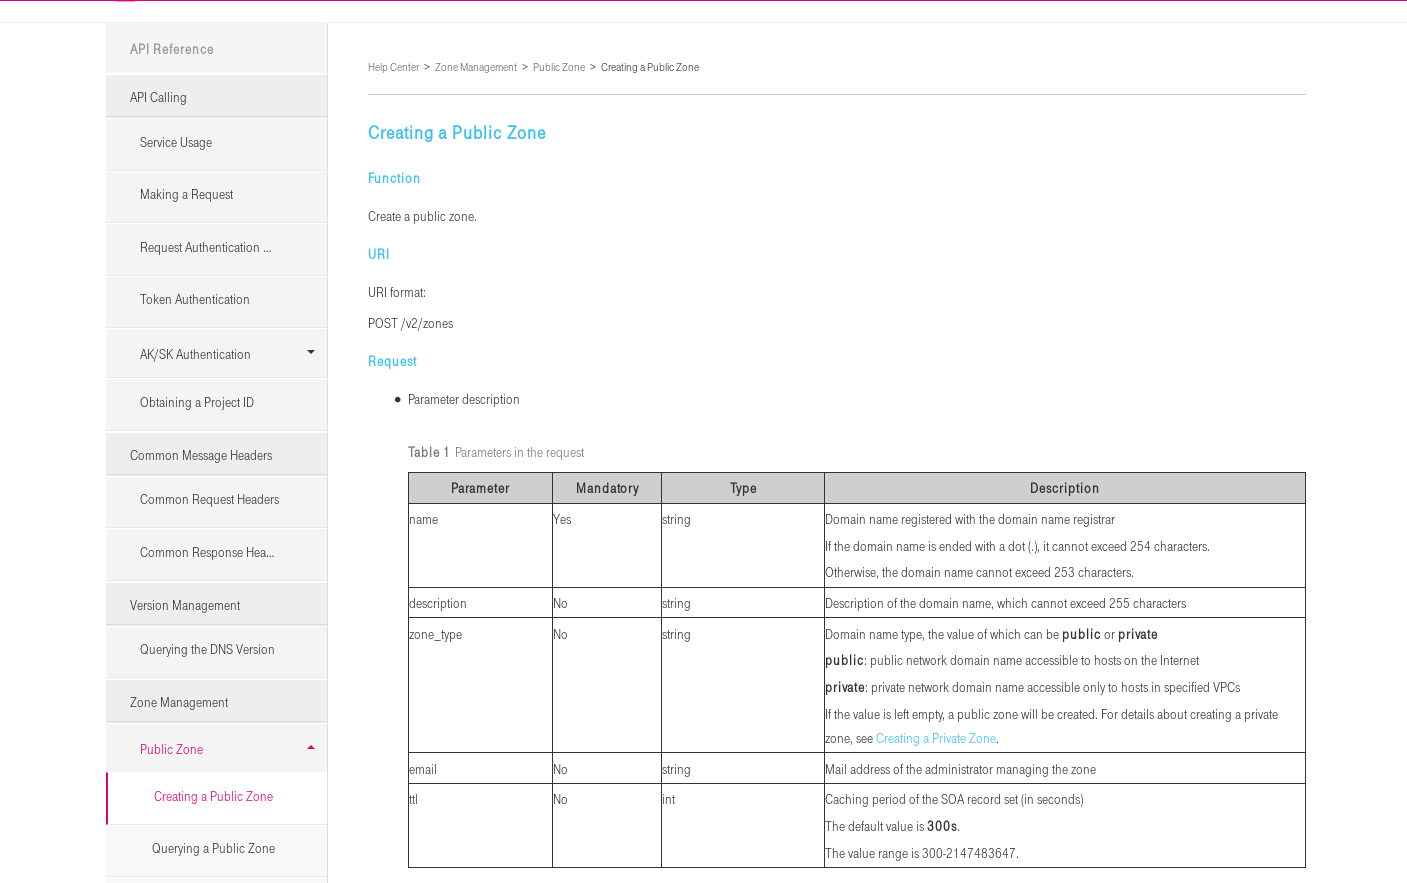 API Reference
API Calling
Service Usage
Making a Request
Request Authentication ...
Token Authentication
AK/SK Authentication
Obtaining a Project ID
Common Message Headers
Common Request Headers
Common Response Hea...
Version Management
Querying the DNS Version
Zone Management
Public Zone
Creating a Public Zone
Querying a Public Zone
Help Center > Zone Management > Public Zone > Creating a Public Zone
Creating a Public Zone
Function
Create a public zone.
URI
URI format:
POST /v2/zones
Request
● Parameter description
Table 1 Parameters in the request
Parameter Mandatory Type Description
name Yes string Domain name registered with the domain name registrar
If the domain name is ended with a dot (.), it cannot exceed 254 characters.
Otherwise, the domain name cannot exceed 253 characters.
description No string Description of the domain name, which cannot exceed 255 characters
zone_type No string Domain name type, the value of which can be public or private
public: public network domain name accessible to hosts on the Internet
private: private network domain name accessible only to hosts in specified VPCs
If the value is left empty, a public zone will be created. For details about creating a private
zone, see Creating a Private Zone.
email No string Mail address of the administrator managing the zone
ttl No int Caching period of the SOA record set (in seconds)
The default value is 300s.
The value range is 300-2147483647.